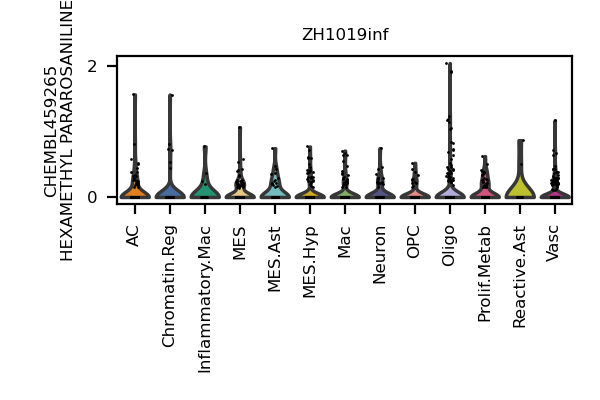 ZH1019inf
CHEMBL459265
HEXAMETHYL PARAROSANILINE
2
0
AC
Chromatin.Reg
Inflammatory.Mac
MES
MES.Ast
MES.Hyp
Mac
Neuron
OPC
Oligo
Prolif.Metab
Reactive.Ast
Vasc